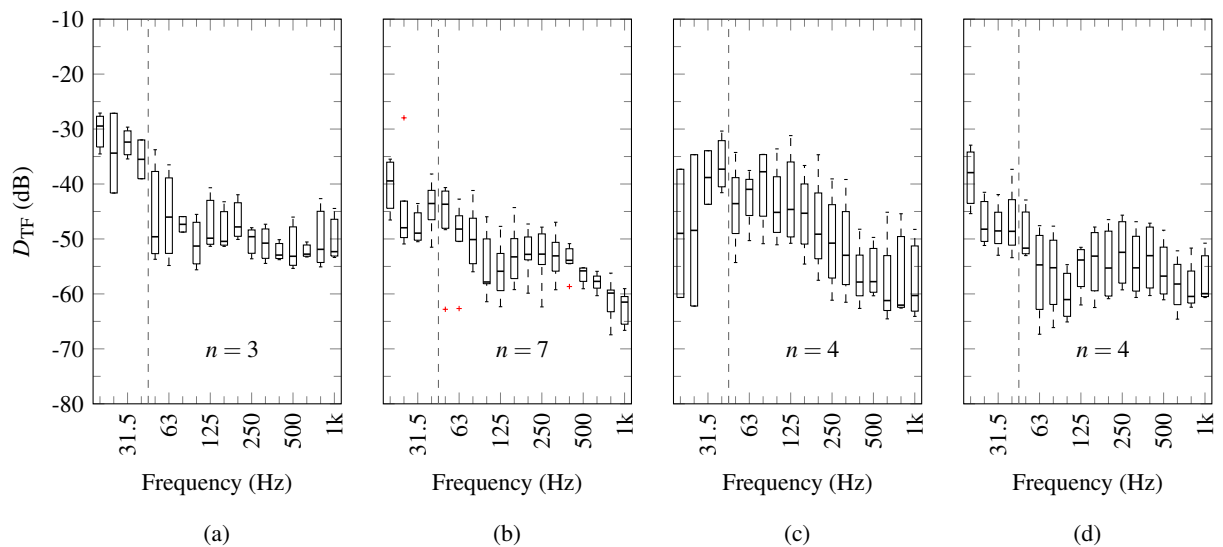 -10
-20
-30
-40
-50
-60
-70
-80
D_TF (dB)
n = 3
n = 7
n = 4
n = 4
31.5 63 125 250 500 1k
31.5 63 125 250 500 1k
31.5 63 125 250 500 1k
31.5 63 125 250 500 1k
Frequency (Hz) Frequency (Hz) Frequency (Hz) Frequency (Hz)
(a) (b) (c) (d)